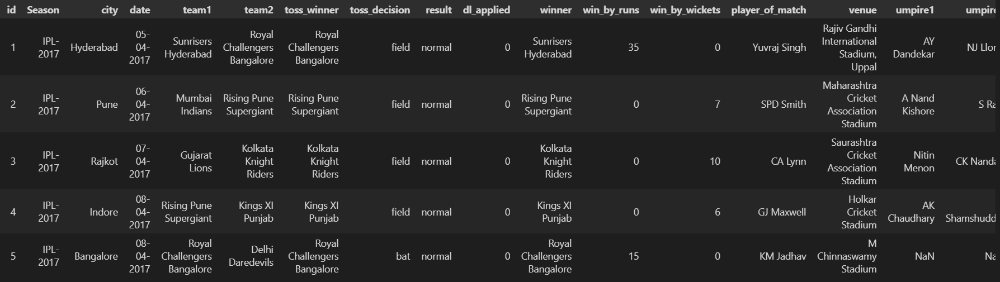 id Season city date team1 team2 toss_winner toss_decision result dl_applied winner win_by_runs win_by_wickets player_of_match venue umpire1
1 IPL-2017 Hyderabad 05-04-2017 Sunrisers Hyderabad Royal Challengers Bangalore Royal Challengers Bangalore field normal 0 Sunrisers Hyderabad 35 0 Yuvraj Singh Rajiv Gandhi International Stadium, Uppal AY Dandekar NJ
2 IPL-2017 Pune 06-04-2017 Mumbai Indians Rising Pune Supergiant Rising Pune Supergiant field normal 0 Rising Pune Supergiant 0 7 SPD Smith Maharashtra Cricket Association Stadium A Nand Kishore S
3 IPL-2017 Rajkot 07-04-2017 Gujarat Lions Kolkata Knight Riders Kolkata Knight Riders field normal 0 Kolkata Knight Riders 0 10 CA Lynn Saurashtra Cricket Association Stadium Nitin Menon CK
4 IPL-2017 Indore 08-04-2017 Rising Pune Supergiant Kings XI Punjab Kings XI Punjab field normal 0 Kings XI Punjab 0 6 GJ Maxwell Holkar Cricket Stadium AK Chaudhary
5 IPL-2017 Bangalore 08-04-2017 Royal Challengers Bangalore Delhi Daredevils Royal Challengers Bangalore bat normal 0 Royal Challengers Bangalore 15 0 KM Jadhav M Chinnaswamy Stadium NaN